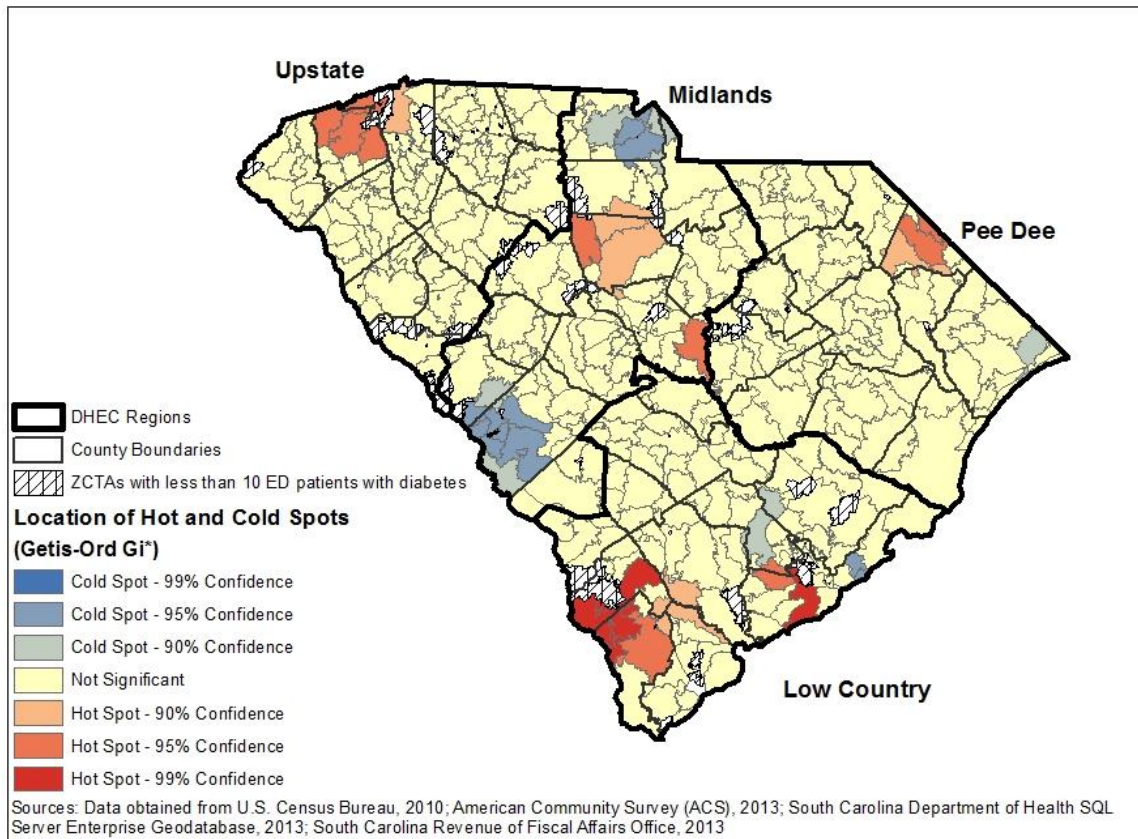 Upstate
Midlands
Pee Dee
Low Country
DHEC Regions
County Boundaries
ZCTAs with less than 10 ED patients with diabetes
Location of Hot and Cold Spots
(Getis-Ord Gi*)
Cold Spot - 99% Confidence
Cold Spot - 95% Confidence
Cold Spot - 90% Confidence
Not Significant
Hot Spot - 90% Confidence
Hot Spot - 95% Confidence
Hot Spot - 99% Confidence
Sources: Data obtained from U.S. Census Bureau, 2010; American Community Survey (ACS), 2013; South Carolina Department of Health SQL
Server Enterprise Geodatabase, 2013; South Carolina Revenue of Fiscal Affairs Office, 2013